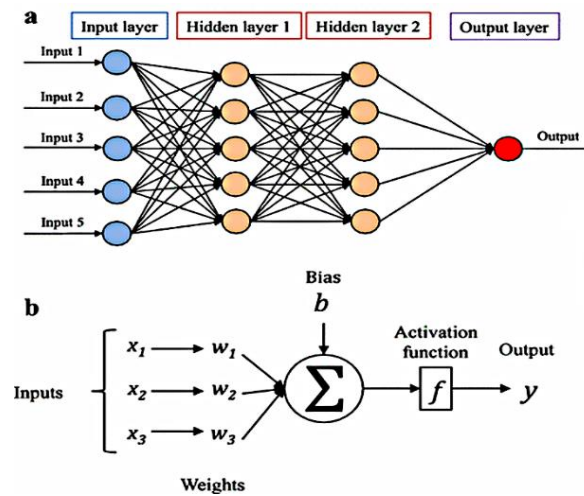 a
Input layer
Hidden layer 1
Hidden layer 2
Output layer
Input 1
Input 2
Input 3
Input 4
Input 5
Output
b
Bias
b
Activation
function
Output
Inputs
x₁ w₁
x₂ w₂
x₃ w₃
Σ
f
y
Weights